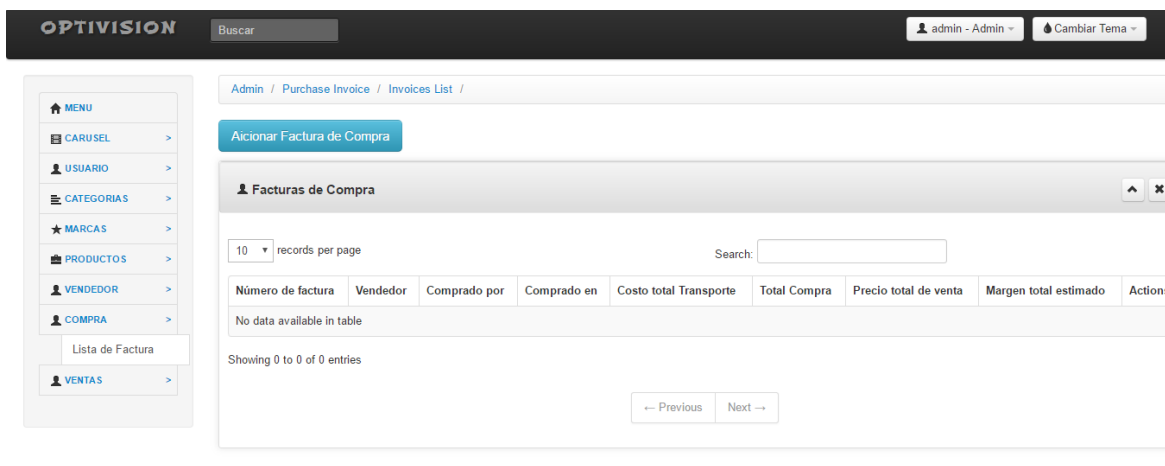 OPTIVISION
Buscar
admin - Admin
Cambiar Tema
Admin / Purchase Invoice / Invoices List /
MENU
CARUSEL >
USUARIO >
CATEGORIAS >
MARCAS >
PRODUCTOS >
VENDEDOR >
COMPRA >
Lista de Factura
VENTAS >
Aicionar Factura de Compra
Facturas de Compra
10 records per page
Search:
Número de factura Vendedor Comprado por Comprado en Costo total Transporte Total Compra Precio total de venta Margen total estimado Actions
No data available in table
Showing 0 to 0 of 0 entries
← Previous Next →